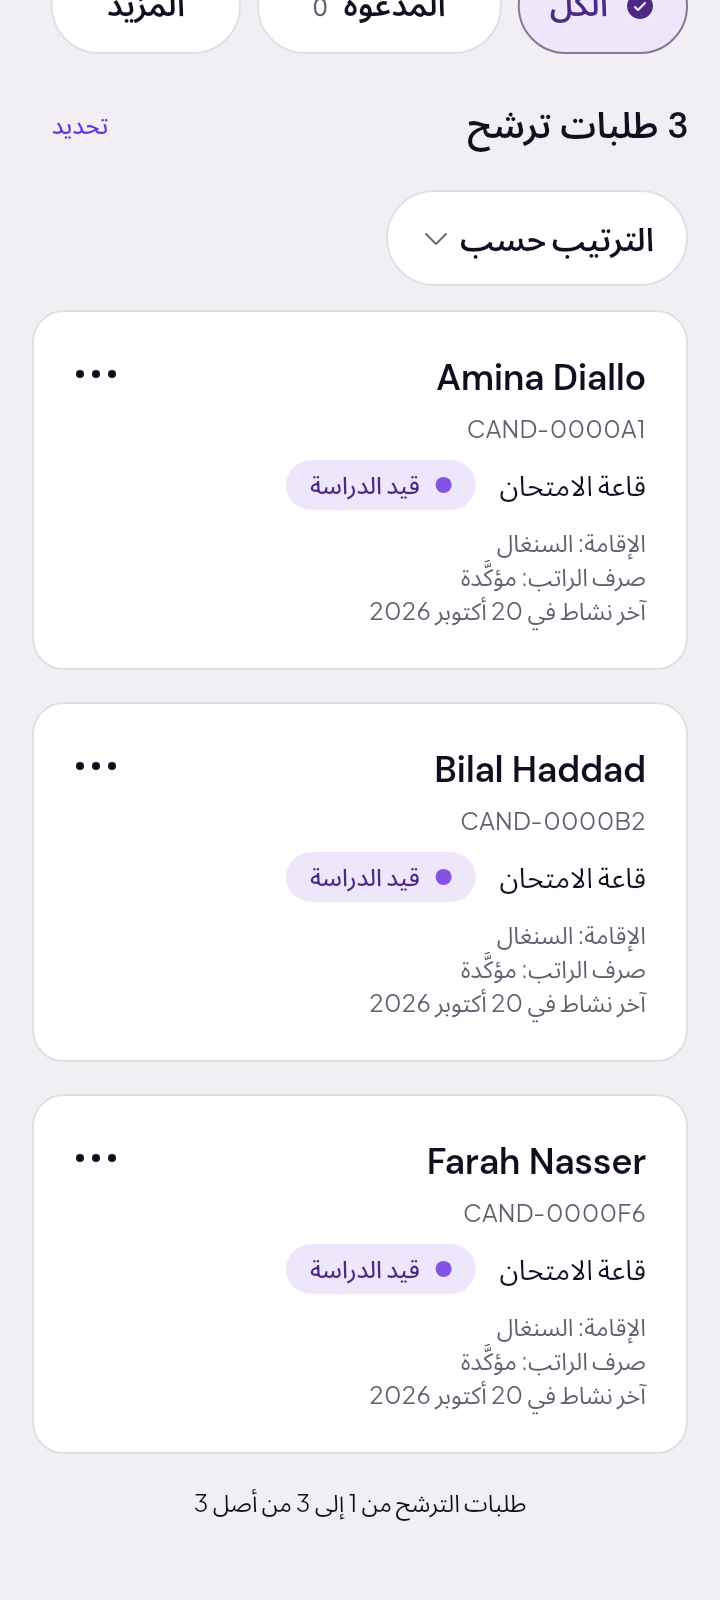 الكل
المدعوة 0
المزيد
3 طلبات ترشح
تحديد
الترتيب حسب
Amina Diallo
CAND-0000A1
قاعة الامتحان قيد الدراسة
الإقامة: السنغال
صرف الراتب: مؤكَّدة
آخر نشاط في 20 أكتوبر 2026
Bilal Haddad
CAND-0000B2
قاعة الامتحان قيد الدراسة
الإقامة: السنغال
صرف الراتب: مؤكَّدة
آخر نشاط في 20 أكتوبر 2026
Farah Nasser
CAND-0000F6
قاعة الامتحان قيد الدراسة
الإقامة: السنغال
صرف الراتب: مؤكَّدة
آخر نشاط في 20 أكتوبر 2026
طلبات الترشح من 1 إلى 3 من أصل 3